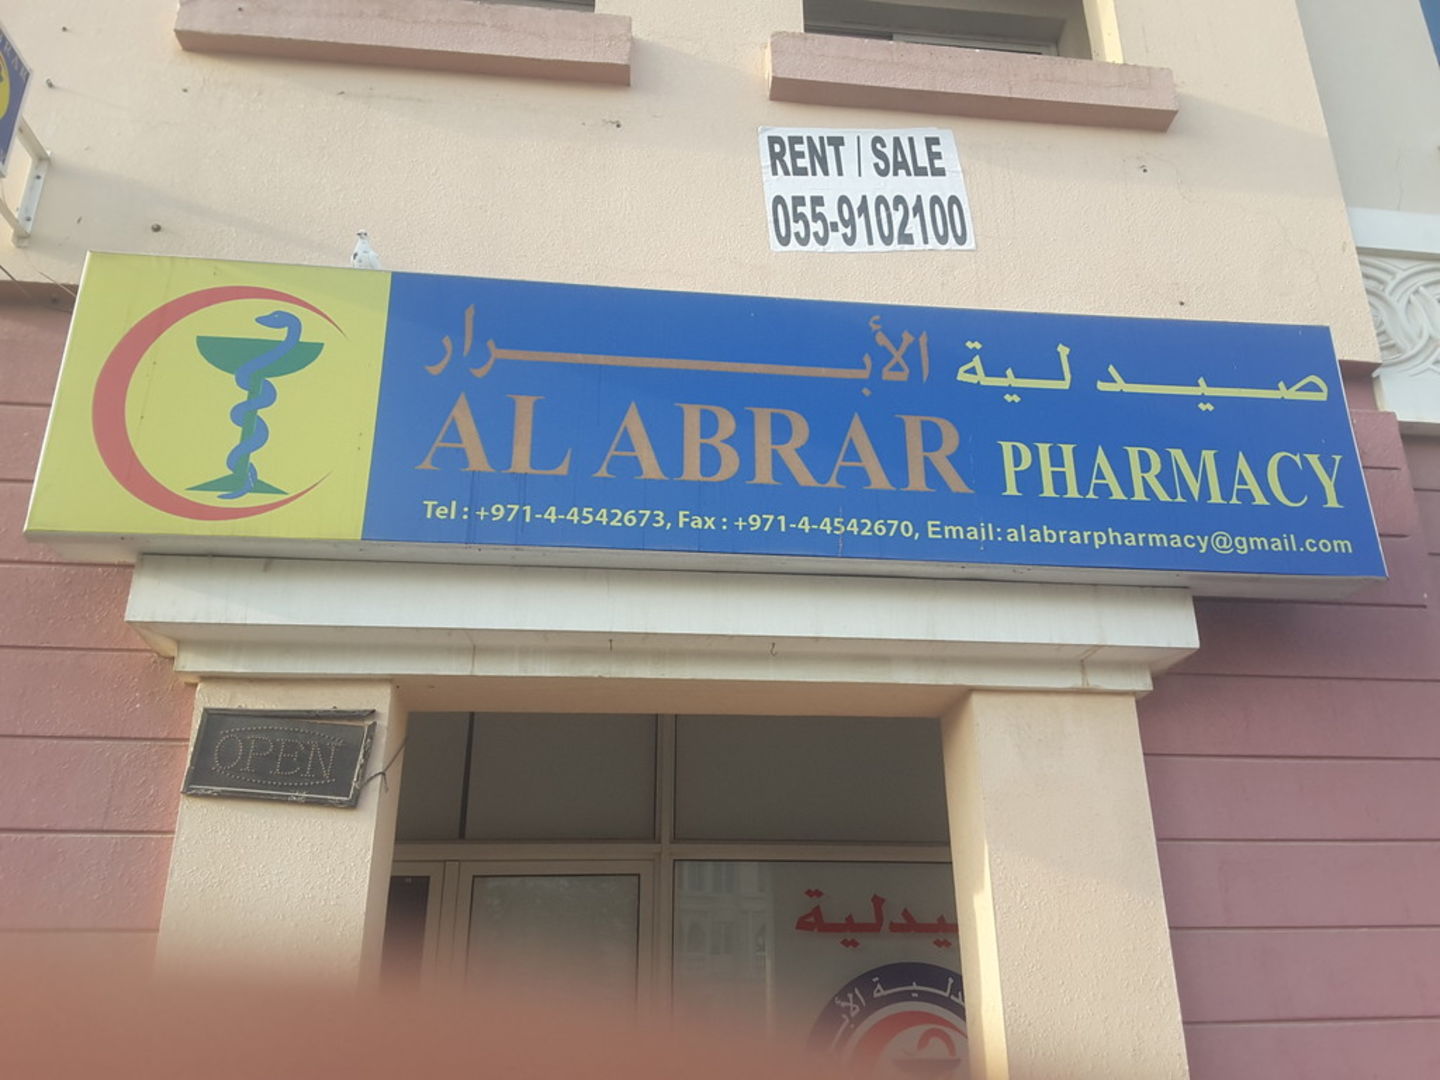 RENT / SALE
055-9102100
صيدلية الأبرار
AL ABRAR PHARMACY
Tel : +971-4-4542673, Fax : +971-4-4542670, Email: alabrarpharmacy@gmail.com
OPEN